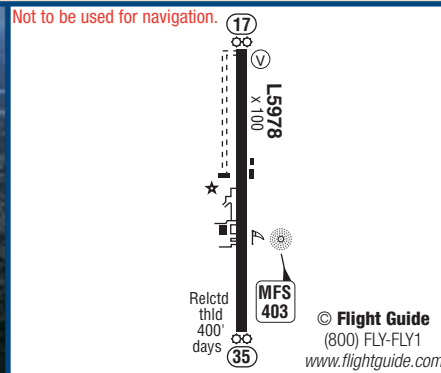 Not to be used for navigation.
17
V
L5978
x 100
MFS
403
Relctd
thld
400'
days
35
© Flight Guide
(800) FLY-FLY1
www.flightguide.com